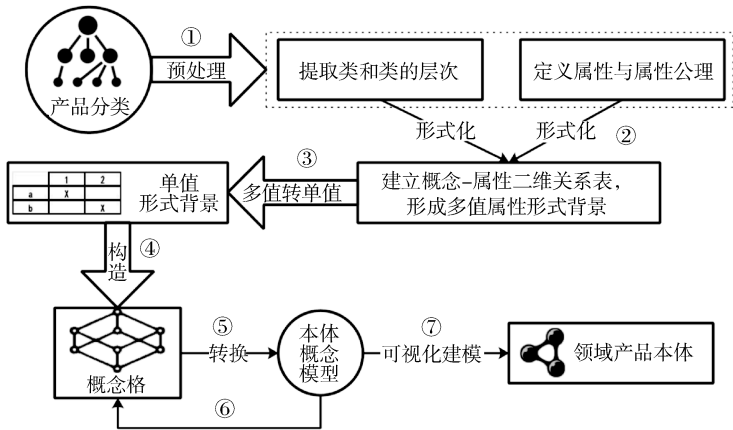 ①
预处理
产品分类
提取类和类的层次
定义属性与属性公理
形式化
形式化
②
建立概念-属性二维关系表，
形成多值属性形式背景
③
多值转单值
1 2
a X
b X
单值
形式背景
构造
④
概念格
⑤
转换
本体
概念
模型
⑥
⑦
可视化建模
领域产品本体